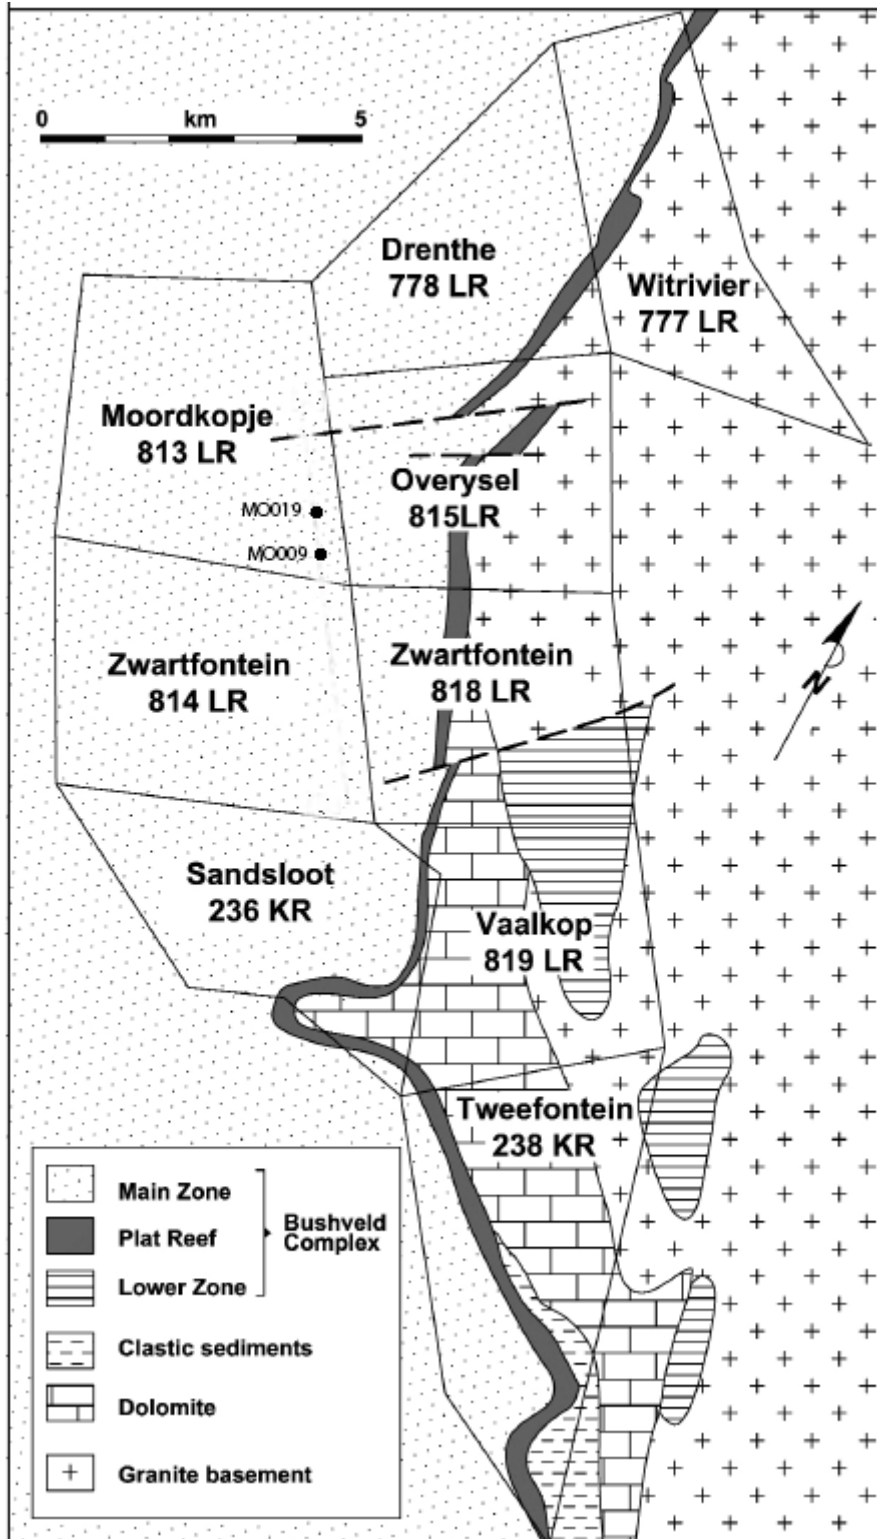 0 km 5
Drenthe
778 LR
Witrivier
777 LR
Moordkopje
813 LR
Overysel
815LR
MO019
MO009
Zwartfontein
814 LR
Zwartfontein
818 LR
N
Sandsloot
236 KR
Vaalkop
819 LR
Tweefontein
238 KR
Main Zone
Plat Reef
Lower Zone
Bushveld
Complex
Clastic sediments
Dolomite
Granite basement